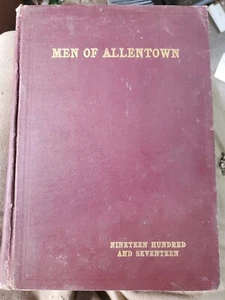 MEN OF ALLENTOWN
NINETEEN HUNDRED
AND SEVENTEEN